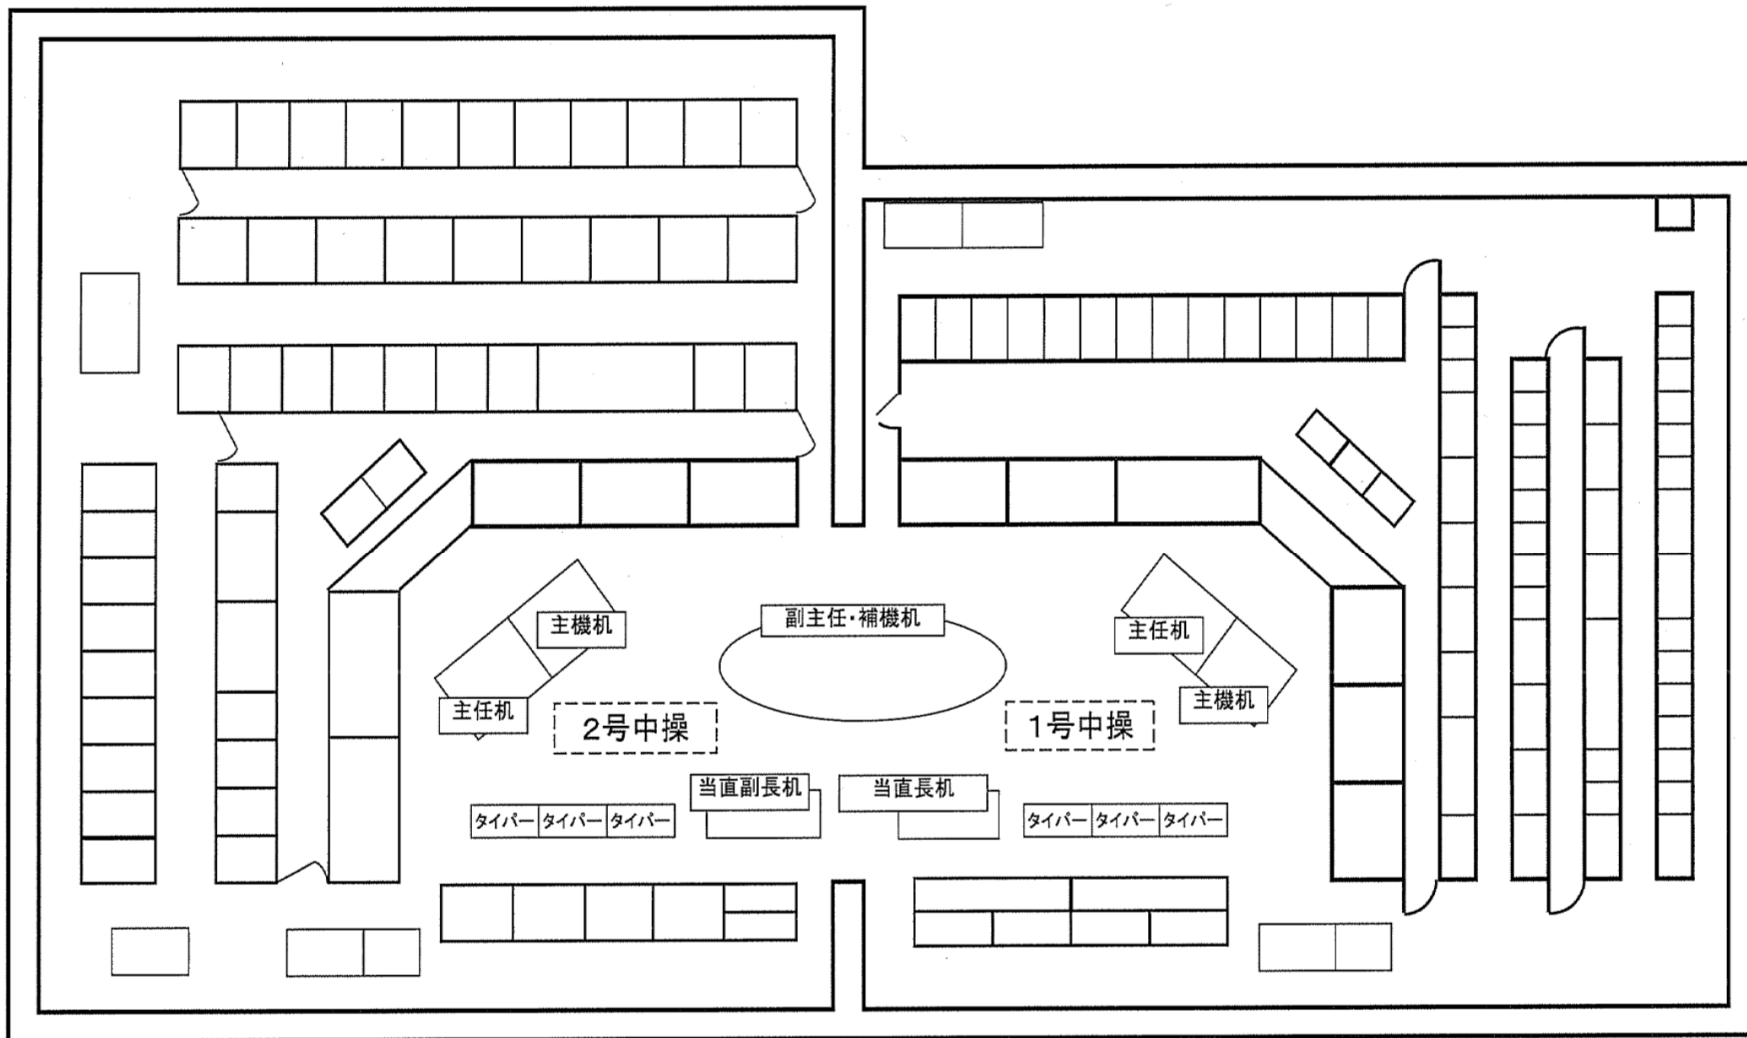 副主任・補機机
主機机
主任机
主任机
主機机
2号中操
1号中操
当直副長机
当直長机
タイパー タイパー タイパー
タイパー タイパー タイパー